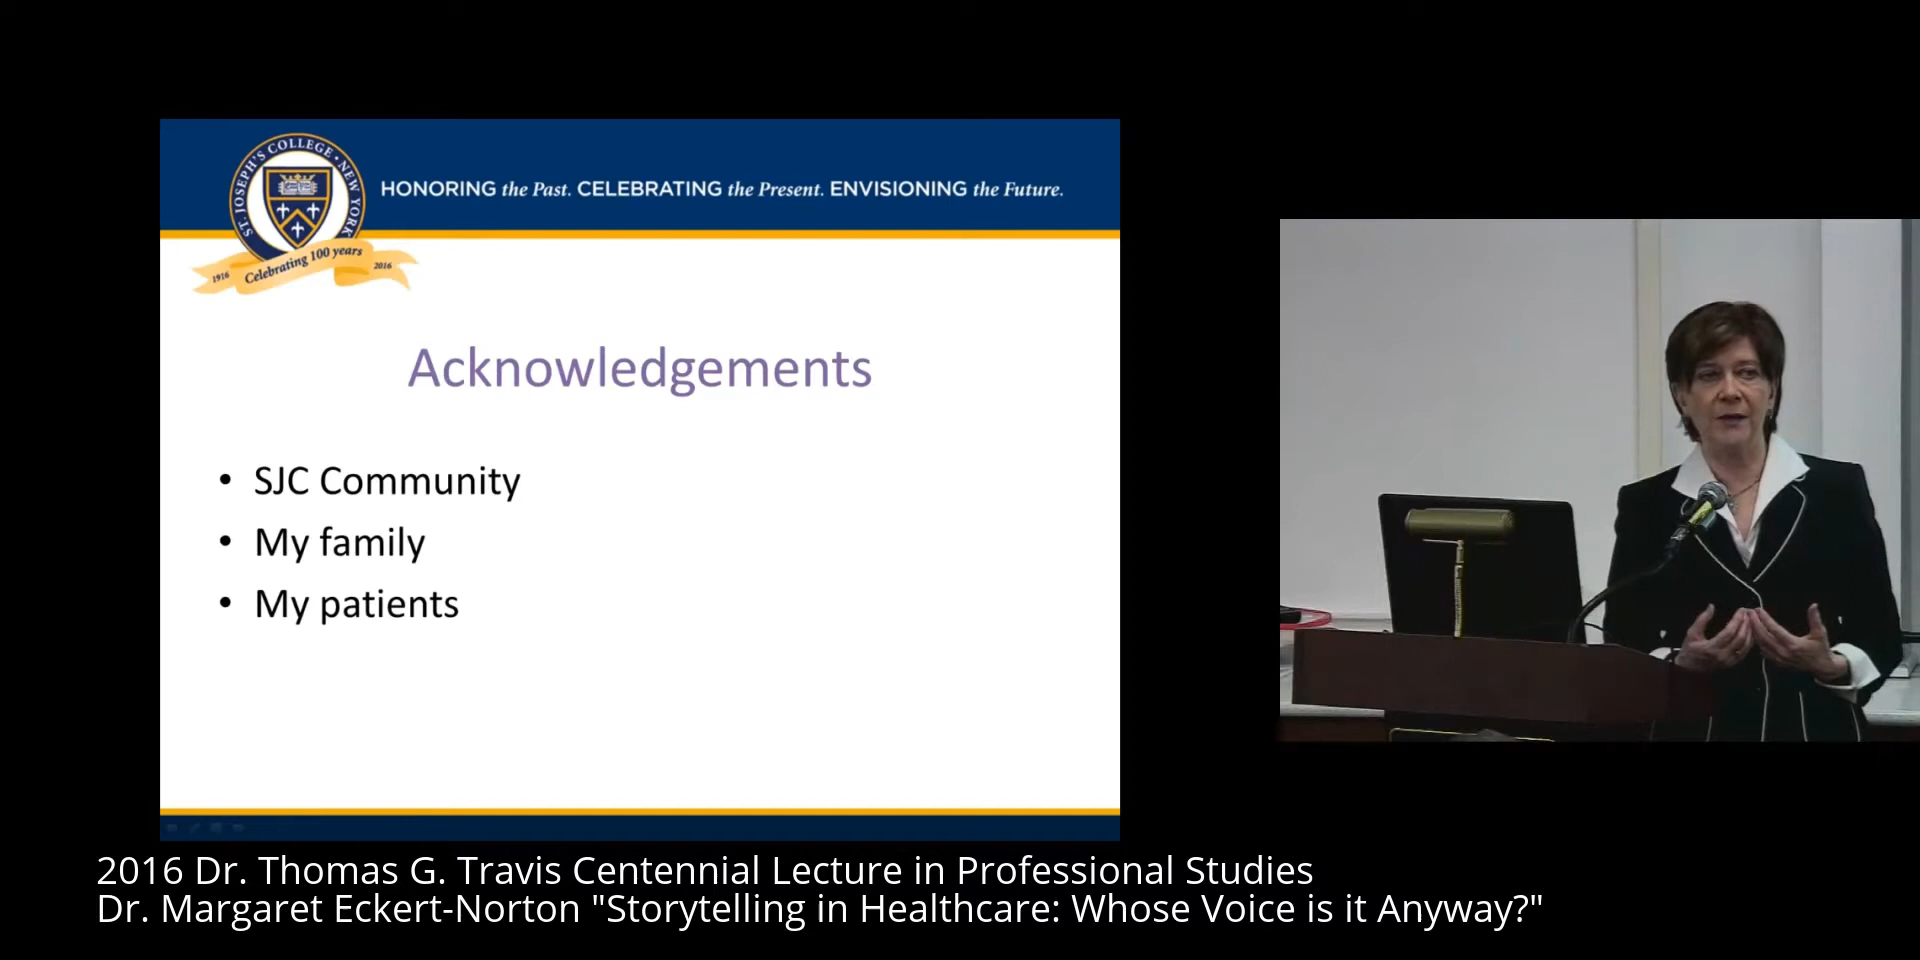 ST. JOSEPH'S COLLEGE • NEW YORK
HONORING the Past. CELEBRATING the Present. ENVISIONING the Future.
1916 Celebrating 100 years 2016
Acknowledgements
• SJC Community
• My family
• My patients
2016 Dr. Thomas G. Travis Centennial Lecture in Professional Studies
Dr. Margaret Eckert-Norton "Storytelling in Healthcare: Whose Voice is it Anyway?"